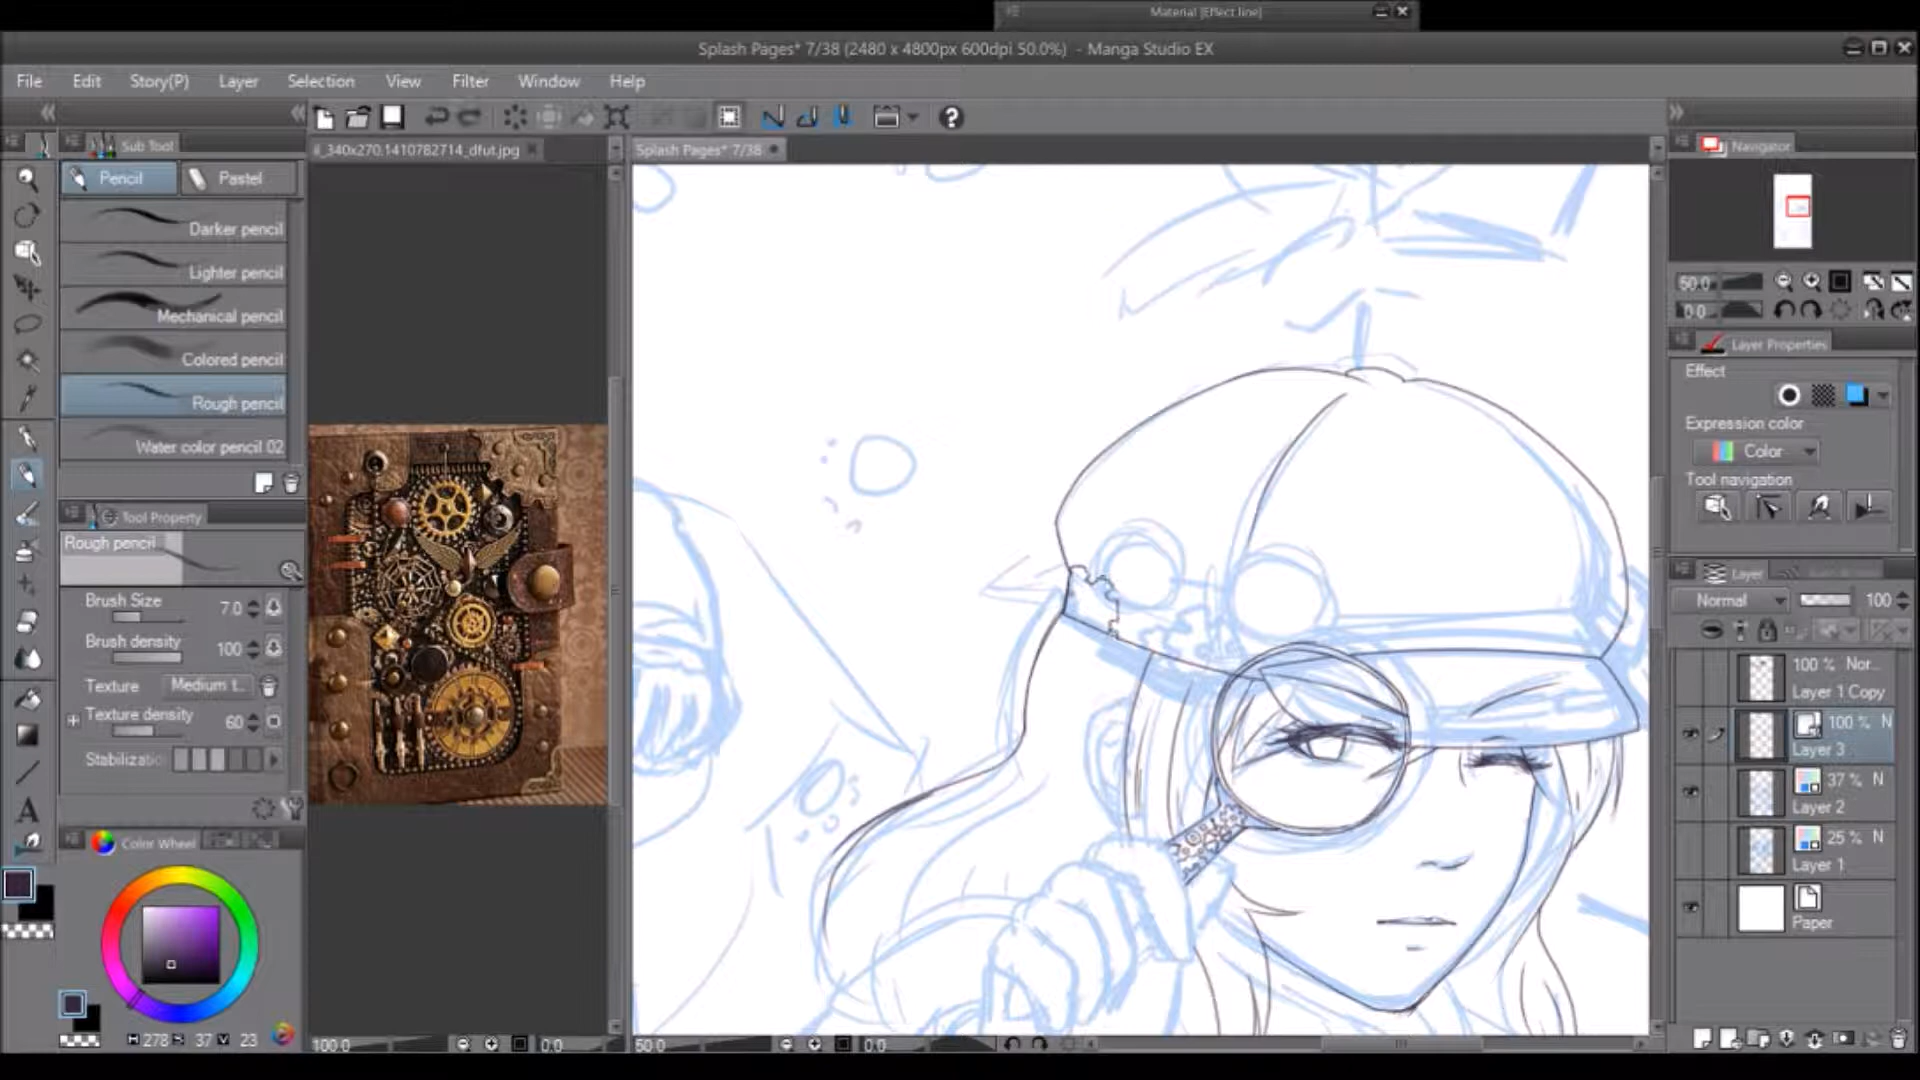 Material [Effect line]
Splash Pages* 7/38 (2480 x 4800px 600dpi 50.0%) - Manga Studio EX
File Edit Story(P) Layer Selection View Filter Window Help
Sub Tool
il_340x270.1410782714_dfut.jpg
Splash Pages* 7/38
Navigator
Pencil
Pastel
Darker pencil
Lighter pencil
Mechanical pencil
Colored pencil
Rough pencil
Water color pencil 02
Tool Property
Rough pencil
Brush Size 7.0
Brush density 100
Texture Medium t..
Texture density 60
Stabilizatio
Color Wheel
H 278 S 37 V 23
100.0
0.0
50.0
0.0
50.0
0.0
Layer Properties
Effect
Expression color
Color
Tool navigation
Layer
Normal 100
100 % Nor...
Layer 1 Copy
100 % N
Layer 3
37 % N
Layer 2
25 % N
Layer 1
Paper